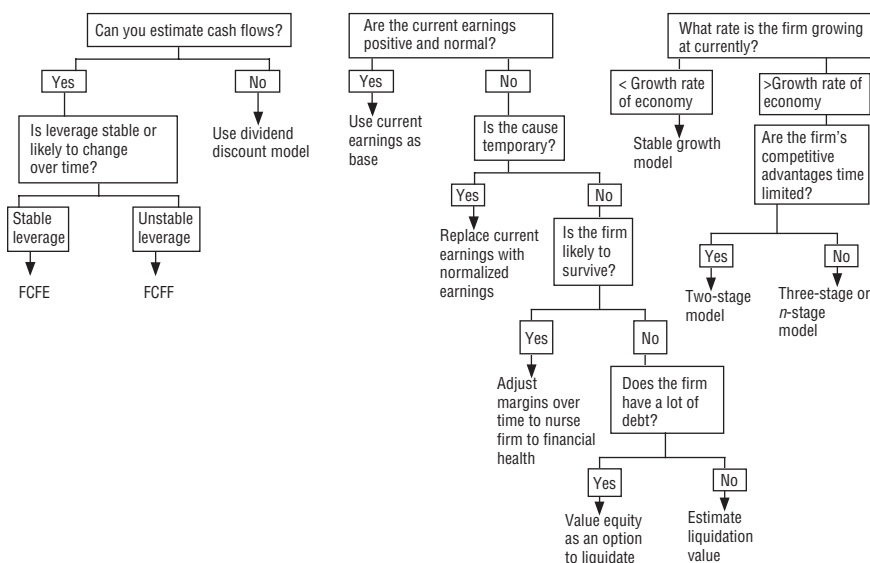 Can you estimate cash flows?
Yes
No
Is leverage stable or
likely to change
over time?
Use dividend
discount model
Stable
leverage
Unstable
leverage
FCFE
FCFF
Are the current earnings
positive and normal?
Yes
No
Use current
earnings as
base
Is the cause
temporary?
Yes
No
Replace current
earnings with
normalized
earnings
Is the firm
likely to
survive?
Yes
No
Adjust
margins over
time to nurse
firm to financial
health
Does the firm
have a lot of
debt?
Yes
No
Value equity
as an option
to liquidate
Estimate
liquidation
value
What rate is the firm growing
at currently?
< Growth rate
of economy
>Growth rate of
economy
Stable growth
model
Are the firm’s
competitive
advantages time
limited?
Yes
No
Two-stage
model
Three-stage or
n-stage
model